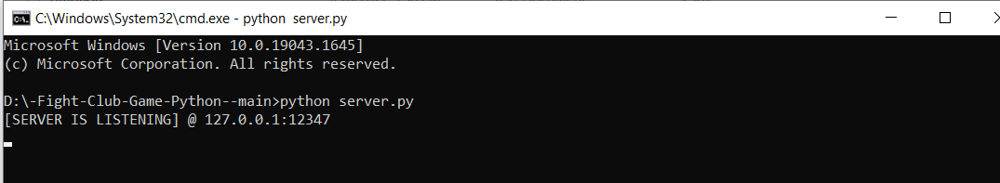 C:\Windows\System32\cmd.exe - python  server.py
Microsoft Windows [Version 10.0.19043.1645]
(c) Microsoft Corporation. All rights reserved.
D:\-Fight-Club-Game-Python--main>python server.py
[SERVER IS LISTENING] @ 127.0.0.1:12347